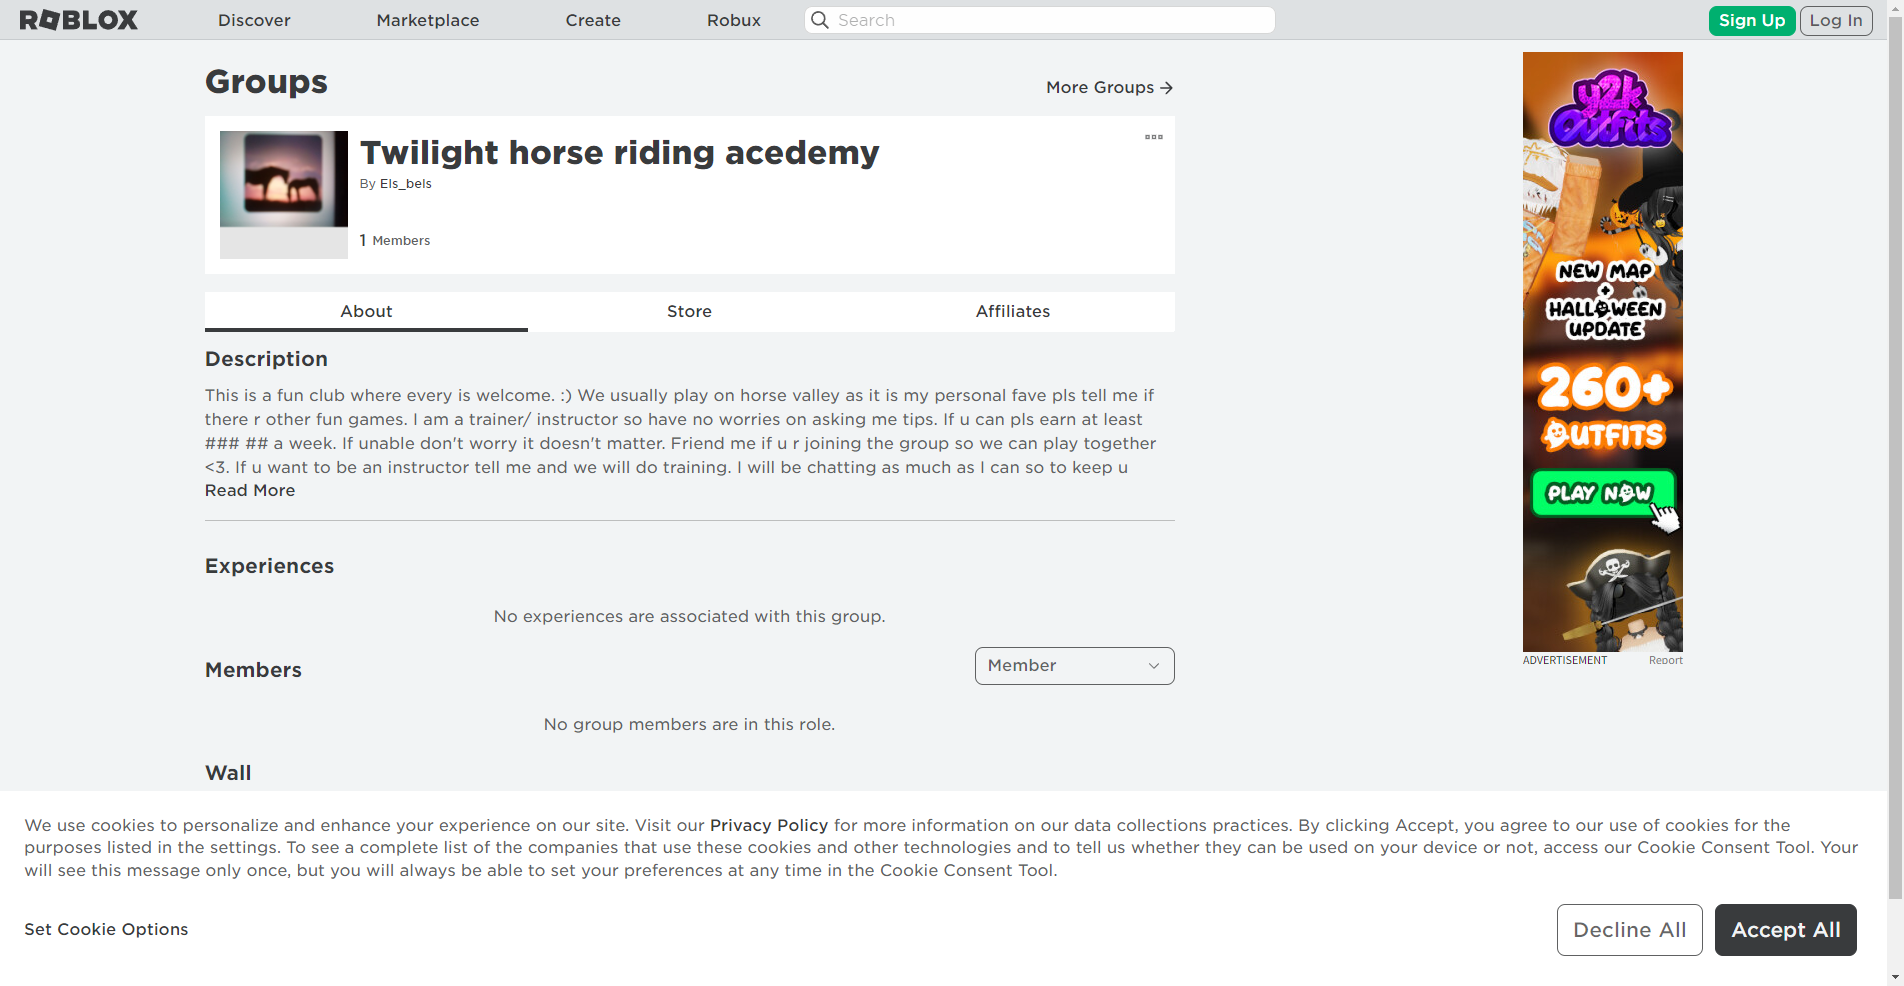 ROBLOX
Discover
Marketplace
Create
Robux
Search
Sign Up
Log In
Groups
More Groups
Twilight horse riding acedemy
By Els_bels
1 Members
About
Store
Affiliates
Description
This is a fun club where every is welcome. :) We usually play on horse valley as it is my personal fave pls tell me if
there r other fun games. I am a trainer/ instructor so have no worries on asking me tips. If u can pls earn at least
### ## a week. If unable don't worry it doesn't matter. Friend me if u r joining the group so we can play together
<3. If u want to be an instructor tell me and we will do training. I will be chatting as much as I can so to keep u
Read More
Experiences
No experiences are associated with this group.
Members
Member
No group members are in this role.
Wall
y2k
Outfits
NEW MAP
+
HALLOWEEN
UPDATE
260+
OUTFITS
PLAY NOW
ADVERTISEMENT
Report
We use cookies to personalize and enhance your experience on our site. Visit our Privacy Policy for more information on our data collections practices. By clicking Accept, you agree to our use of cookies for the
purposes listed in the settings. To see a complete list of the companies that use these cookies and other technologies and to tell us whether they can be used on your device or not, access our Cookie Consent Tool. Your
will see this message only once, but you will always be able to set your preferences at any time in the Cookie Consent Tool.
Set Cookie Options
Decline All
Accept All